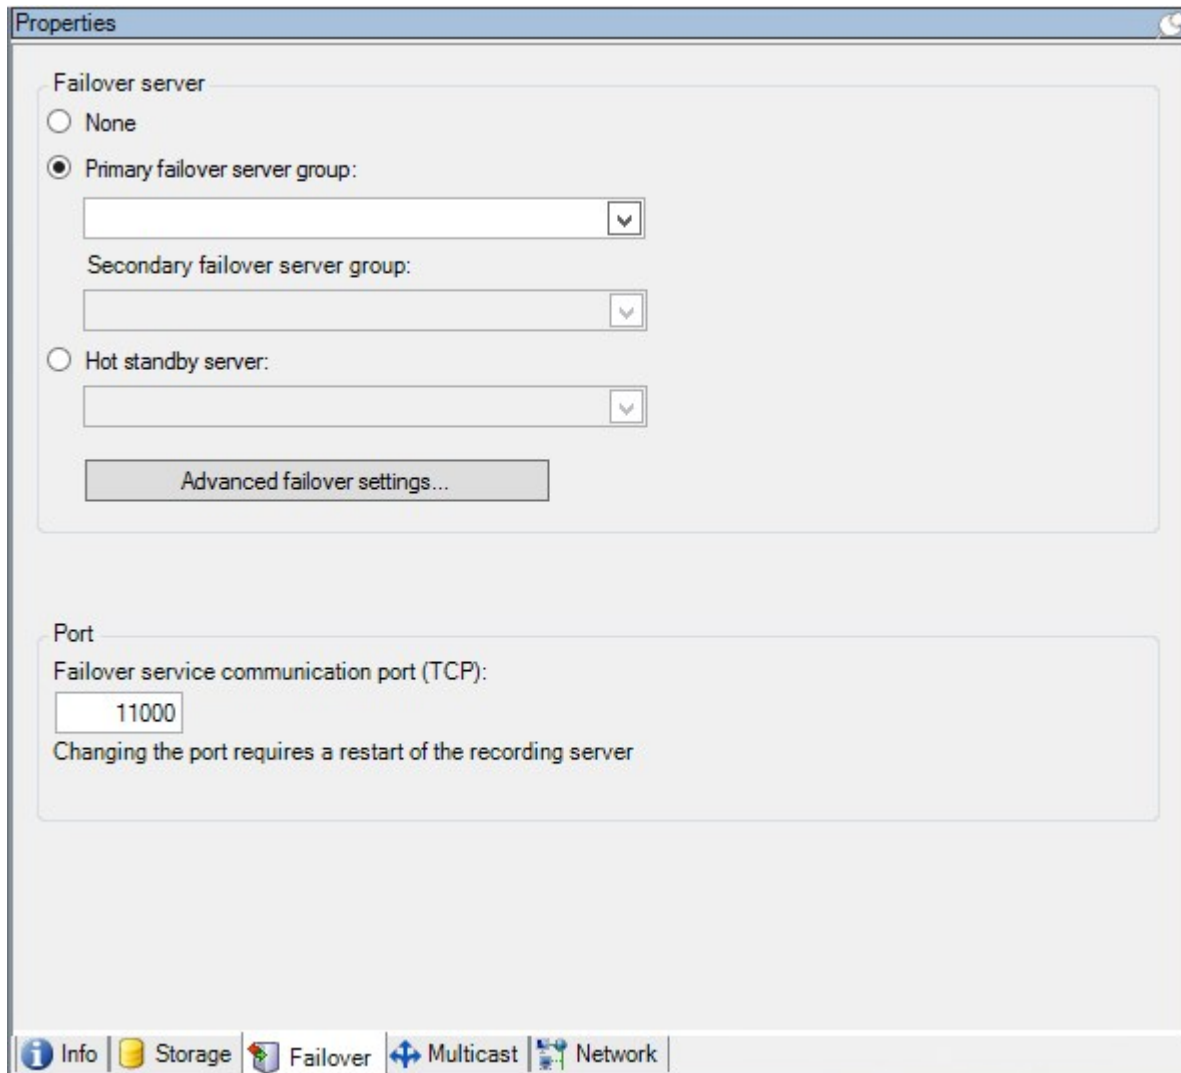 Properties
Failover server
None
Primary failover server group:
Secondary failover server group:
Hot standby server:
Advanced failover settings...
Port
Failover service communication port (TCP):
11000
Changing the port requires a restart of the recording server
Info Storage Failover Multicast Network